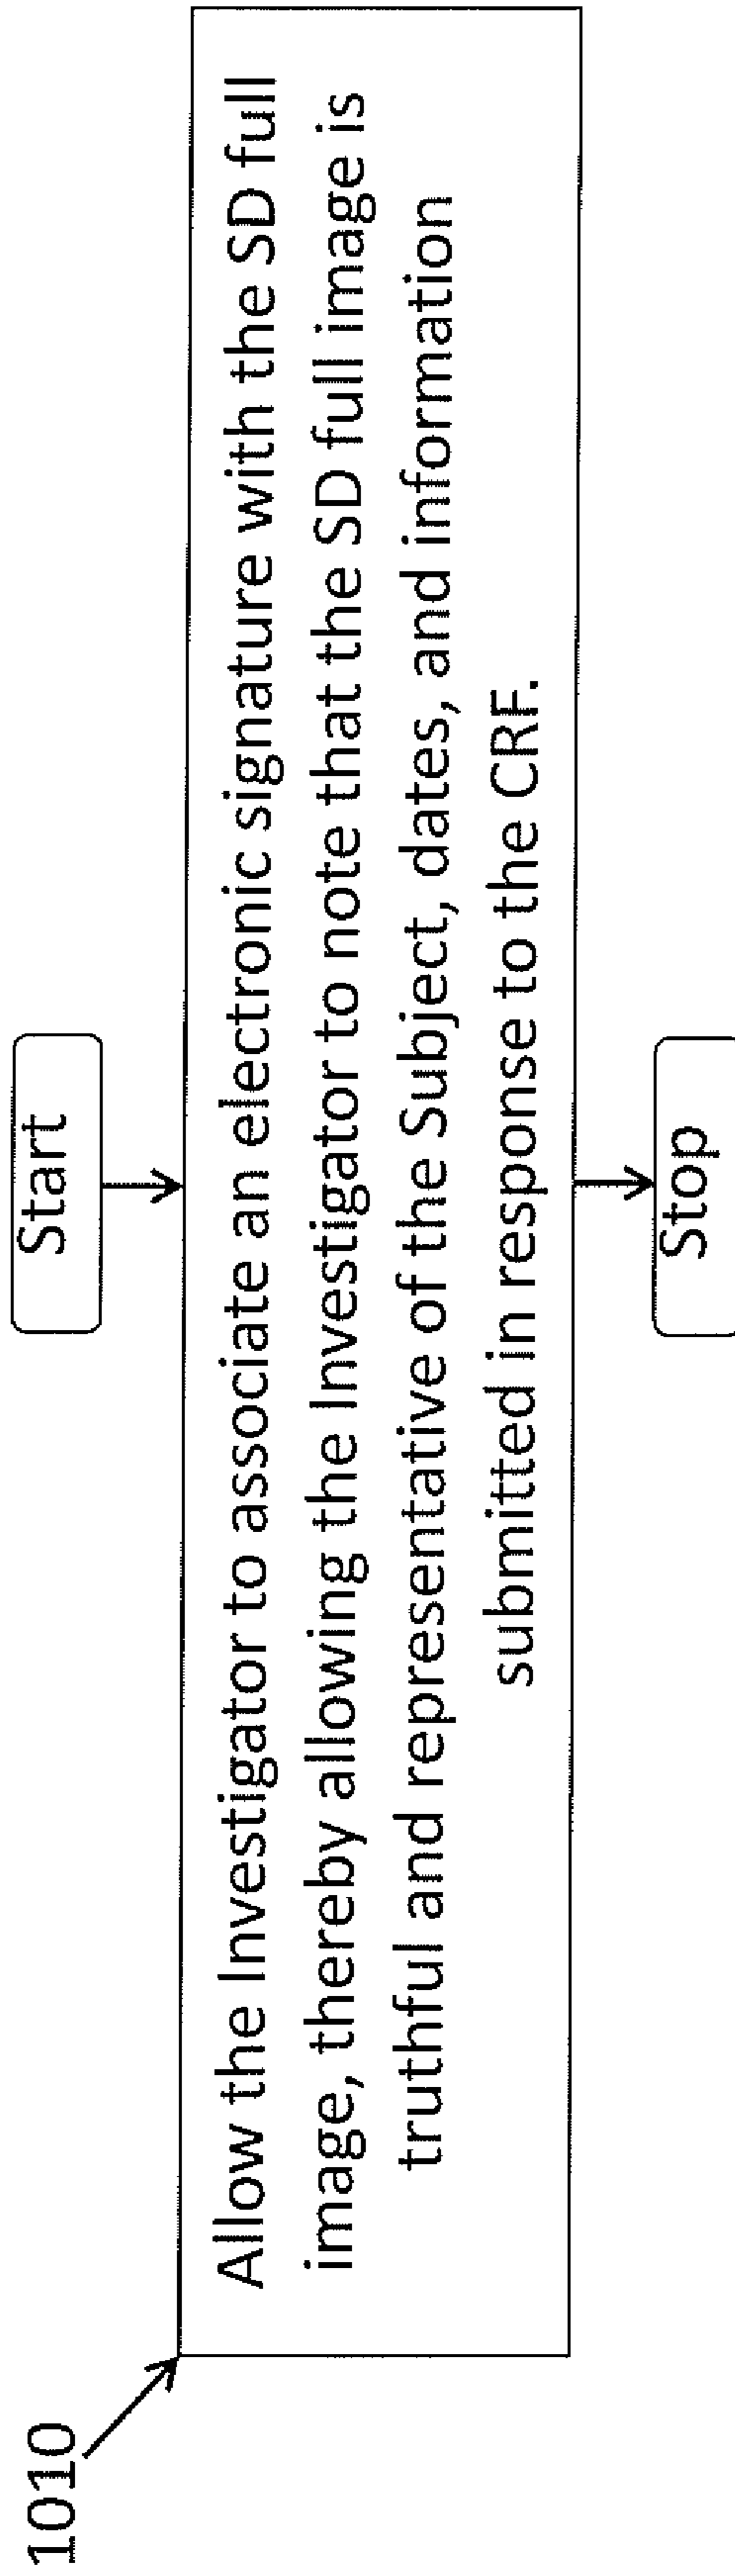 Start
1010
Allow the Investigator to associate an electronic signature with the SD full
image, thereby allowing the Investigator to note that the SD full image is
truthful and representative of the Subject, dates, and information
submitted in response to the CRF.
Stop